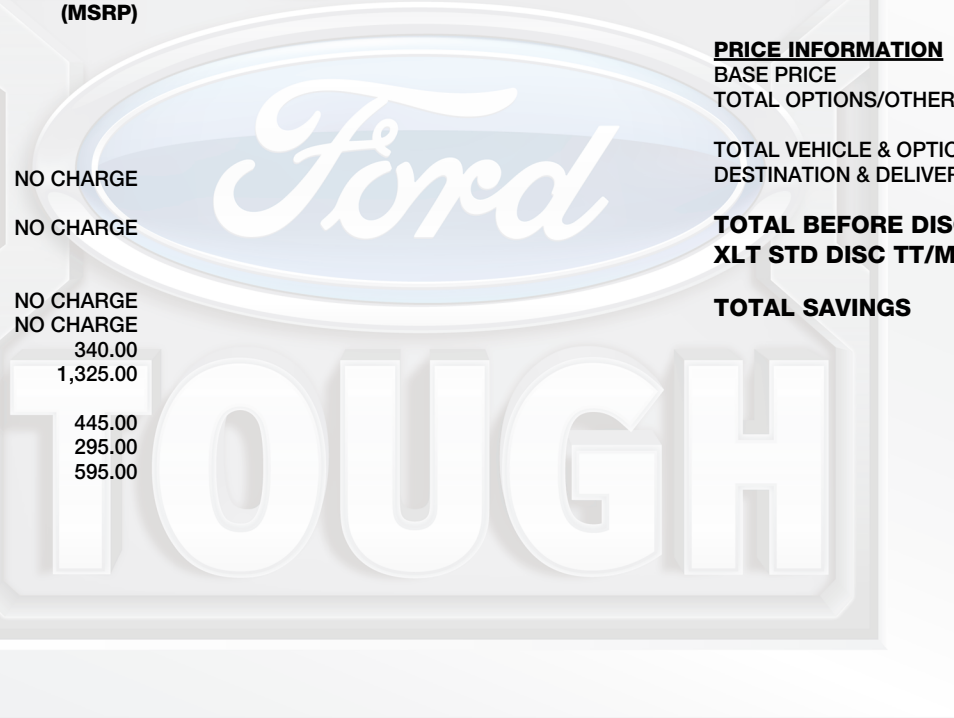 (MSRP)
NO CHARGE
NO CHARGE
NO CHARGE
NO CHARGE
340.00
1,325.00
445.00
295.00
595.00
PRICE INFORMATION
BASE PRICE
TOTAL OPTIONS/OTHER
TOTAL VEHICLE & OPTIO
DESTINATION & DELIVER
TOTAL BEFORE DISC
XLT STD DISC TT/M
TOTAL SAVINGS
Ford
TOUGH